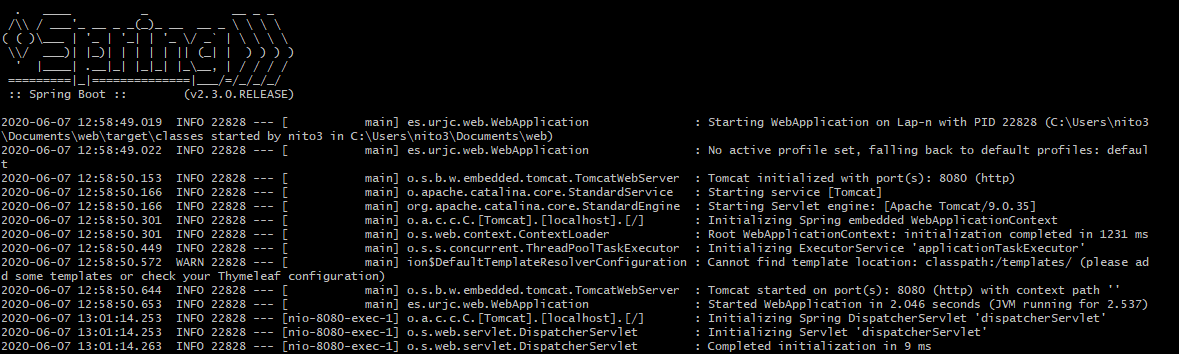 .   ____          _            __ _ _
 /\\ / ___'_ __ _ _(_)_ __  __ _ \ \ \ \
( ( )\___ | '_ | '_| | '_ \/ _` | \ \ \ \
 \\/  ___)| |_)| | | | | || (_| |  ) ) ) )
  '  |____| .__|_| |_|_| |_\__, | / / / /
 =========|_|==============|___/=/_/_/_/
 :: Spring Boot ::        (v2.3.0.RELEASE)
2020-06-07 12:58:49.019  INFO 22828 --- [           main] es.urjc.web.WebApplication               : Starting WebApplication on Lap-n with PID 22828 (C:\Users\nito3
\Documents\web\target\classes started by nito3 in C:\Users\nito3\Documents\web)
2020-06-07 12:58:49.022  INFO 22828 --- [           main] es.urjc.web.WebApplication               : No active profile set, falling back to default profiles: defaul
t
2020-06-07 12:58:50.153  INFO 22828 --- [           main] o.s.b.w.embedded.tomcat.TomcatWebServer  : Tomcat initialized with port(s): 8080 (http)
2020-06-07 12:58:50.166  INFO 22828 --- [           main] o.apache.catalina.core.StandardService   : Starting service [Tomcat]
2020-06-07 12:58:50.166  INFO 22828 --- [           main] org.apache.catalina.core.StandardEngine  : Starting Servlet engine: [Apache Tomcat/9.0.35]
2020-06-07 12:58:50.301  INFO 22828 --- [           main] o.a.c.c.C.[Tomcat].[localhost].[/]       : Initializing Spring embedded WebApplicationContext
2020-06-07 12:58:50.301  INFO 22828 --- [           main] o.s.web.context.ContextLoader            : Root WebApplicationContext: initialization completed in 1231 ms
2020-06-07 12:58:50.449  INFO 22828 --- [           main] o.s.s.concurrent.ThreadPoolTaskExecutor  : Initializing ExecutorService 'applicationTaskExecutor'
2020-06-07 12:58:50.572  WARN 22828 --- [           main] ion$DefaultTemplateResolverConfiguration : Cannot find template location: classpath:/templates/ (please ad
d some templates or check your Thymeleaf configuration)
2020-06-07 12:58:50.644  INFO 22828 --- [           main] o.s.b.w.embedded.tomcat.TomcatWebServer  : Tomcat started on port(s): 8080 (http) with context path ''
2020-06-07 12:58:50.653  INFO 22828 --- [           main] es.urjc.web.WebApplication               : Started WebApplication in 2.046 seconds (JVM running for 2.537)
2020-06-07 13:01:14.253  INFO 22828 --- [nio-8080-exec-1] o.a.c.c.C.[Tomcat].[localhost].[/]       : Initializing Spring DispatcherServlet 'dispatcherServlet'
2020-06-07 13:01:14.253  INFO 22828 --- [nio-8080-exec-1] o.s.web.servlet.DispatcherServlet        : Initializing Servlet 'dispatcherServlet'
2020-06-07 13:01:14.263  INFO 22828 --- [nio-8080-exec-1] o.s.web.servlet.DispatcherServlet        : Completed initialization in 9 ms